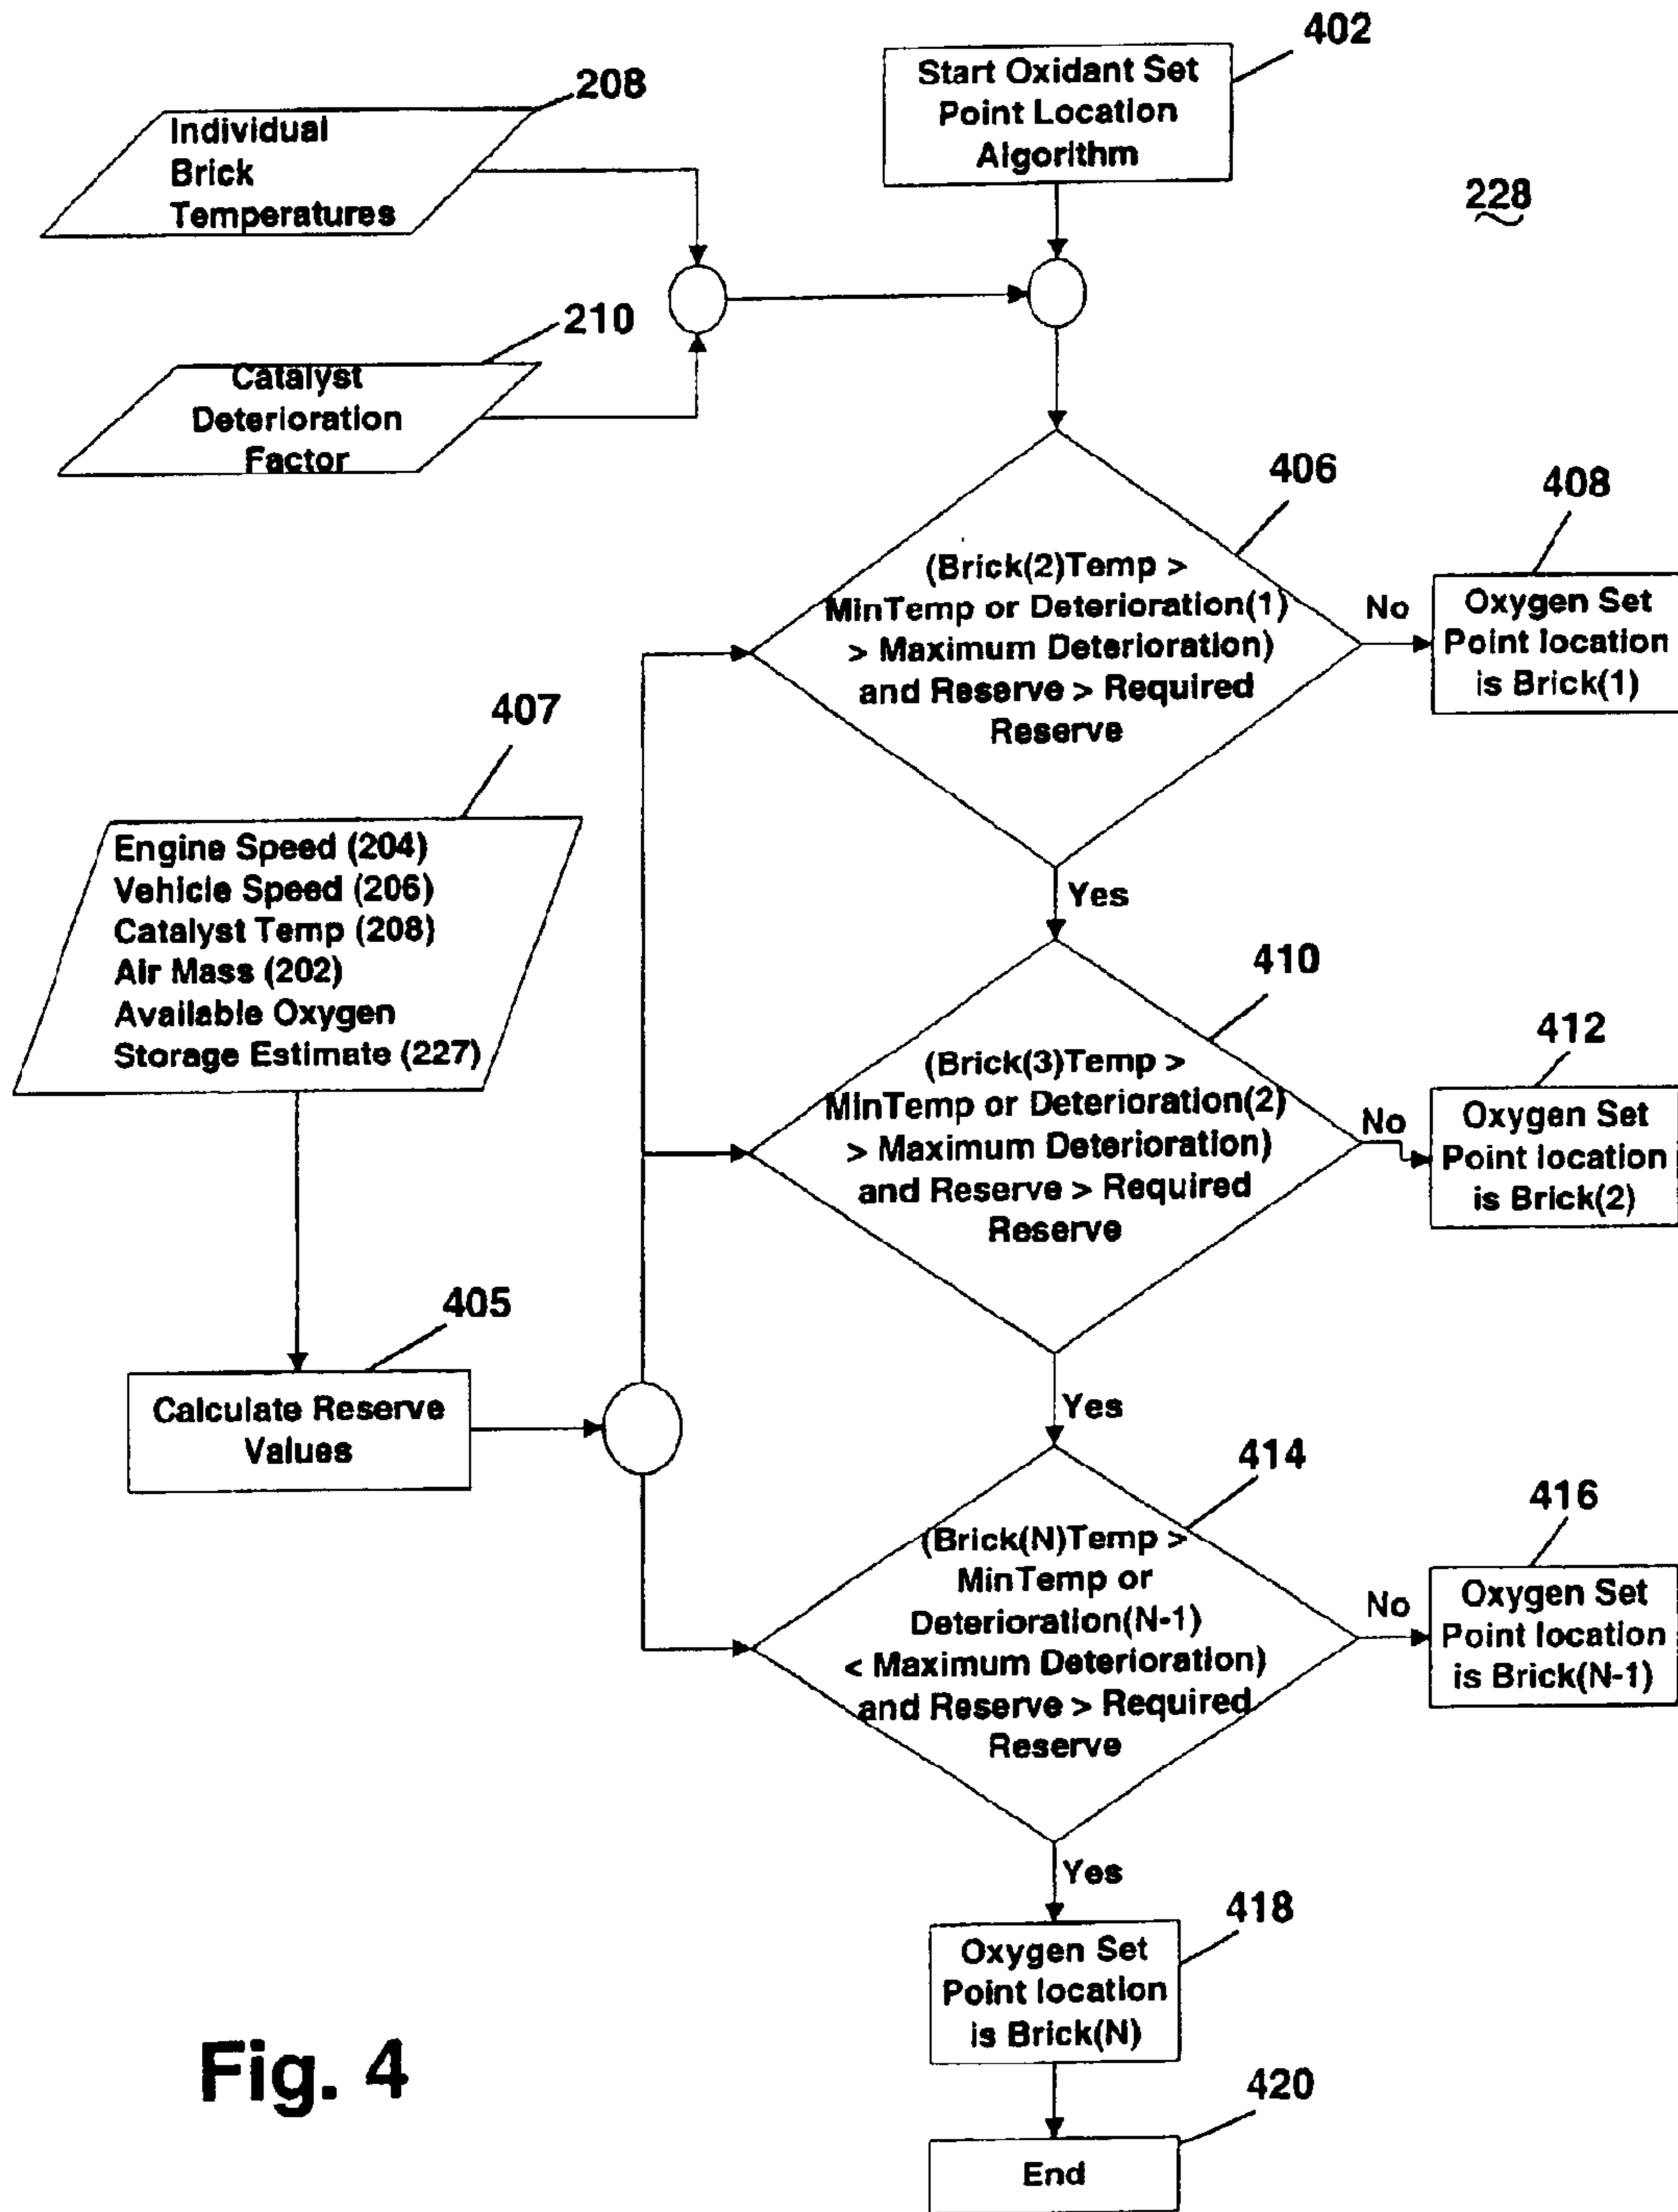 402
Start Oxidant Set
Point Location
Algorithm
208
Individual
Brick
Temperatures
228
210
Catalyst
Deterioration
Factor
406
(Brick(2)Temp >
MinTemp or Deterioration(1)
> Maximum Deterioration)
and Reserve > Required
Reserve
No
408
Oxygen Set
Point location
is Brick(1)
407
Engine Speed (204)
Vehicle Speed (206)
Catalyst Temp (208)
Air Mass (202)
Available Oxygen
Storage Estimate (227)
Yes
410
(Brick(3)Temp >
MinTemp or Deterioration(2)
> Maximum Deterioration)
and Reserve > Required
Reserve
No
412
Oxygen Set
Point location
is Brick(2)
405
Calculate Reserve
Values
Yes
414
(Brick(N)Temp >
MinTemp or
Deterioration(N-1)
< Maximum Deterioration)
and Reserve > Required
Reserve
No
416
Oxygen Set
Point location
is Brick(N-1)
Yes
418
Oxygen Set
Point location
is Brick(N)
420
End
Fig. 4